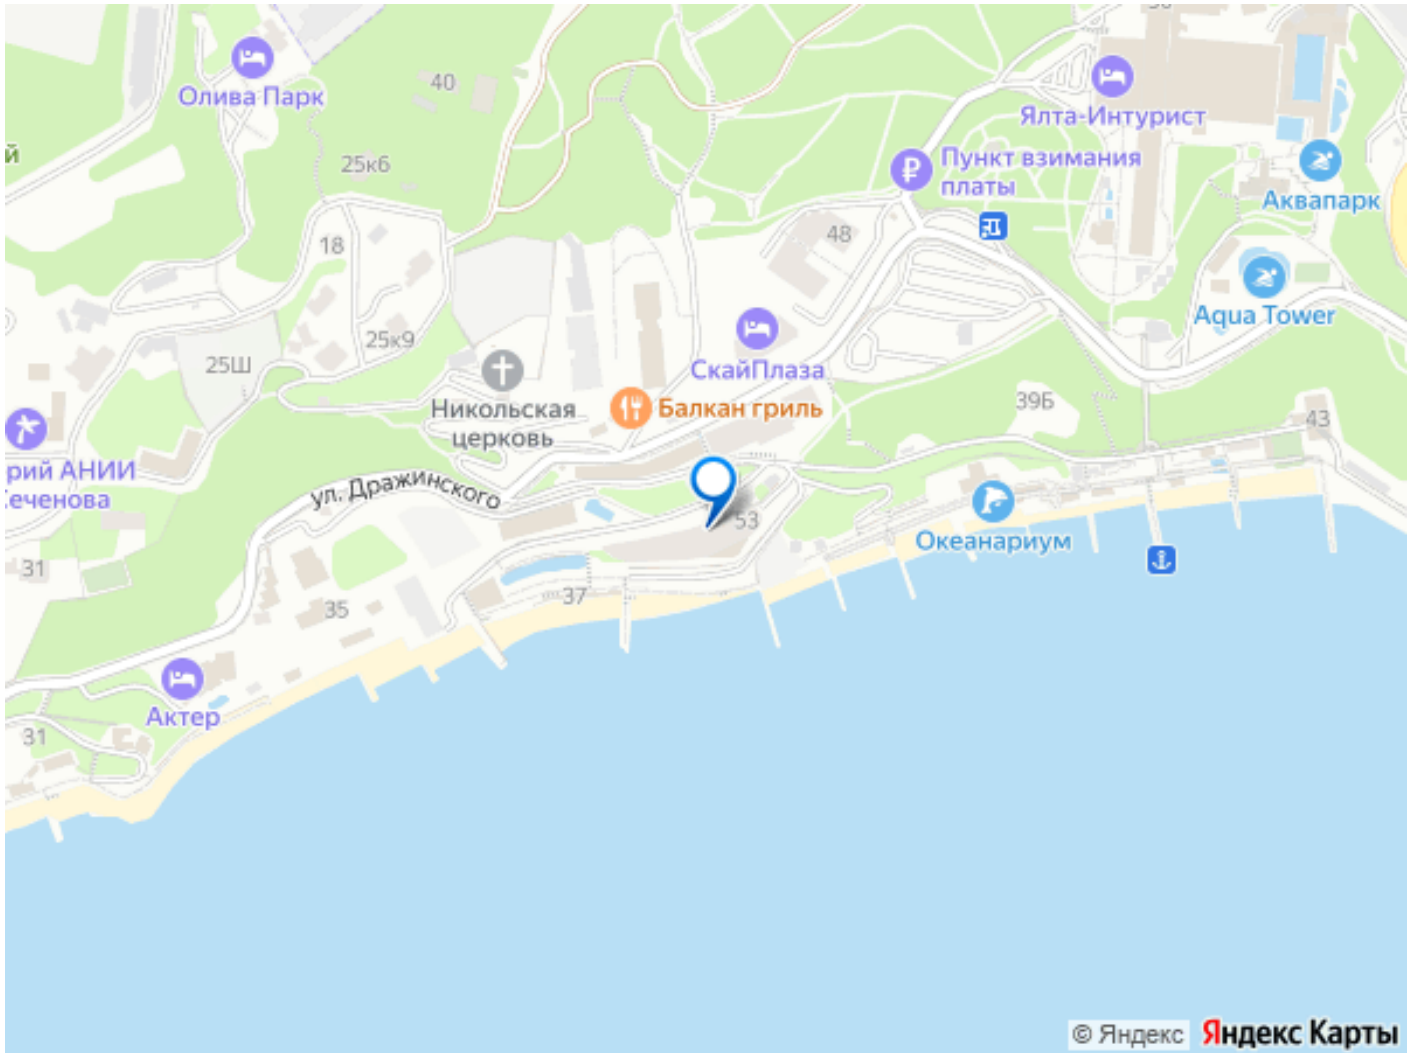 Олива Парк
40
Ялта-Интурист
й
25к6
Пункт взимания
платы
Аквапарк
18
48
Aqua Tower
25к9
25Ш
СкайПлаза
Никольская
церковь
Балкан гриль
39Б
43
рий АНИИ
еченова
ул. Дражинского
53
Океанариум
31
35
37
Актер
31
© Яндекс Яндекс Карты